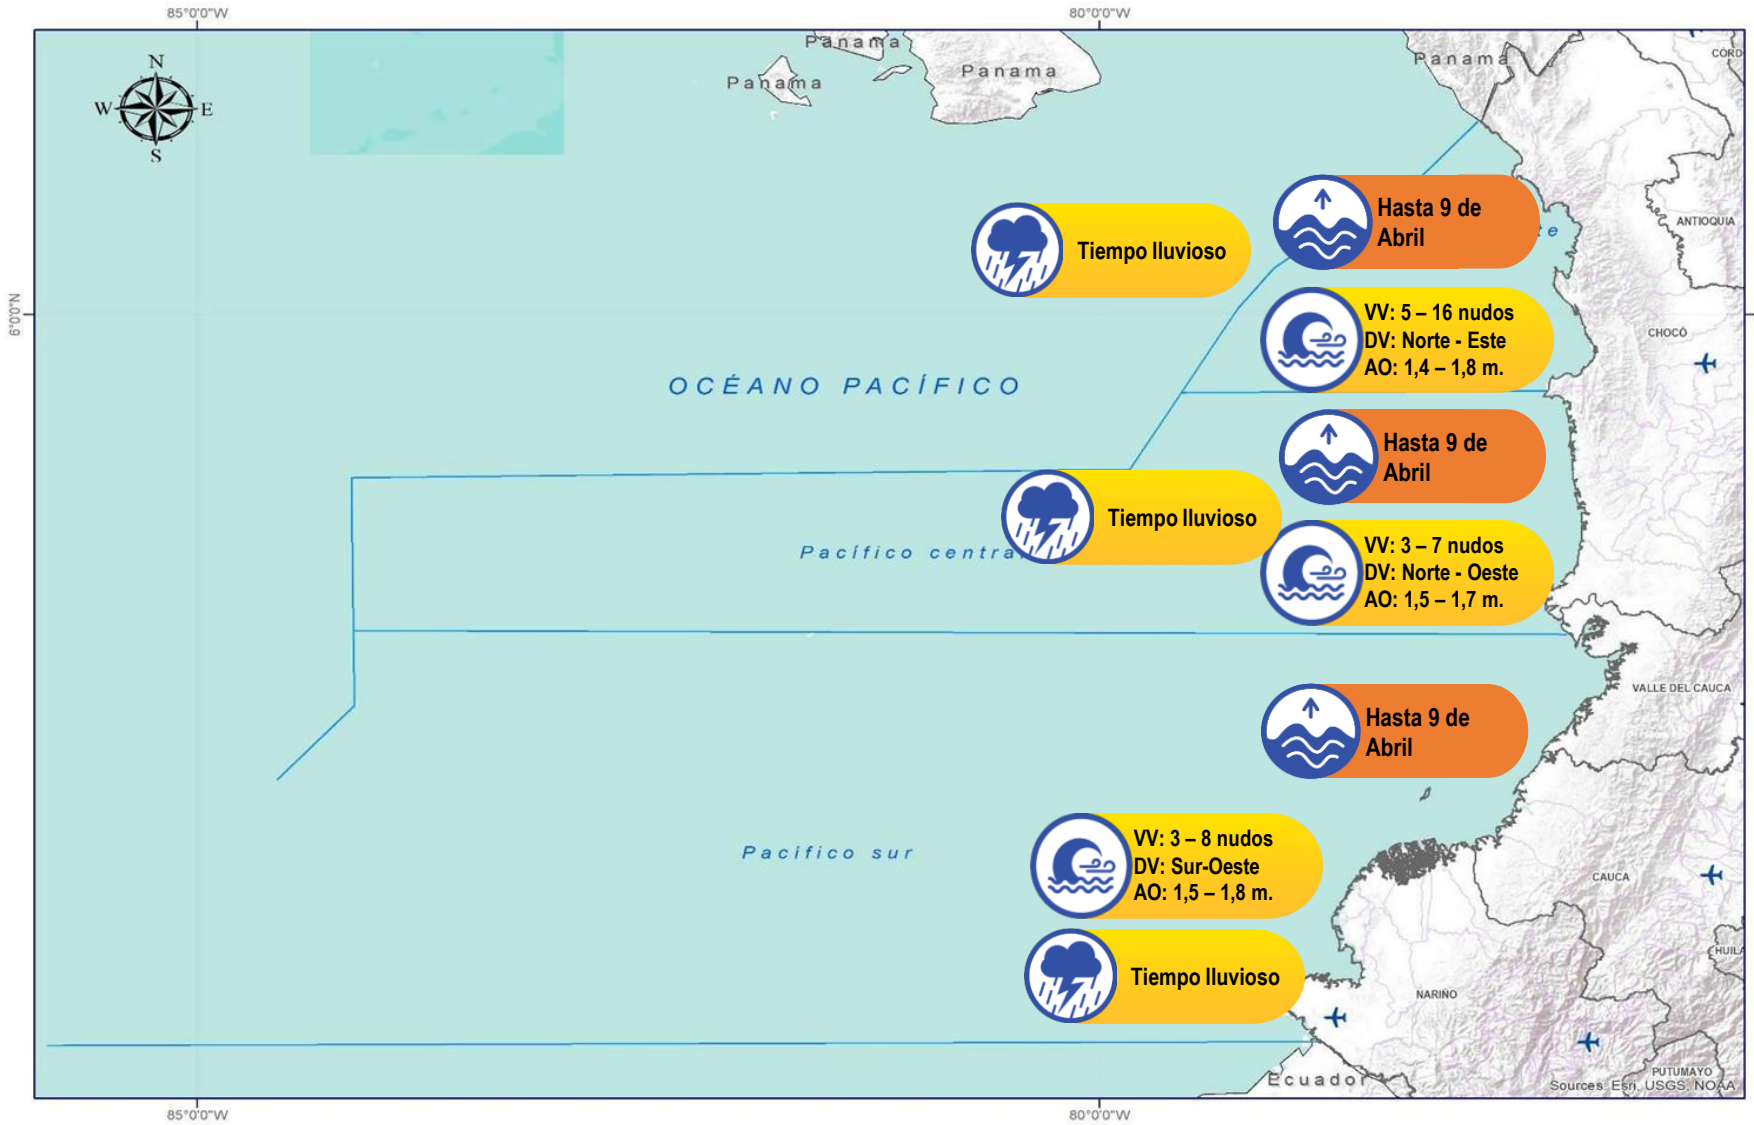 85°0'0"W
80°0'0"W
Panama
Panama
Panama
Panama
CORD
N
W
E
S
ANTIOQUIA
Hasta 9 de
Abril
te
Tiempo lluvioso
6°0'0"N
VV: 5 – 16 nudos
DV: Norte - Este
AO: 1,4 – 1,8 m.
CHOCÓ
OCÉANO PACÍFICO
Hasta 9 de
Abril
Tiempo lluvioso
Pacífico centra
VV: 3 – 7 nudos
DV: Norte - Oeste
AO: 1,5 – 1,7 m.
VALLE DEL CAUCA
Hasta 9 de
Abril
Pacífico sur
VV: 3 – 8 nudos
DV: Sur-Oeste
AO: 1,5 – 1,8 m.
CAUCA
HUILA
Tiempo lluvioso
NARIÑO
PUTUMAYO
Ecuador
Sources: Esri, USGS, NOAA
85°0'0"W
80°0'0"W